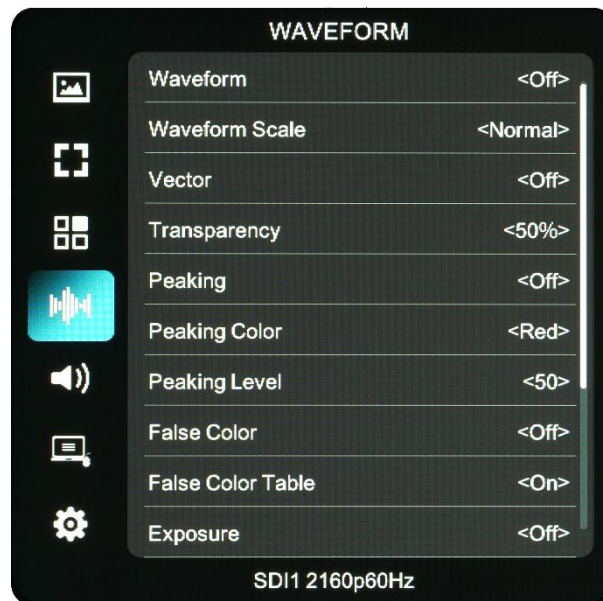 WAVEFORM
Waveform <Off>
Waveform Scale <Normal>
Vector <Off>
Transparency <50%>
Peaking <Off>
Peaking Color <Red>
Peaking Level <50>
False Color <Off>
False Color Table <On>
Exposure <Off>
SDI1 2160p60Hz